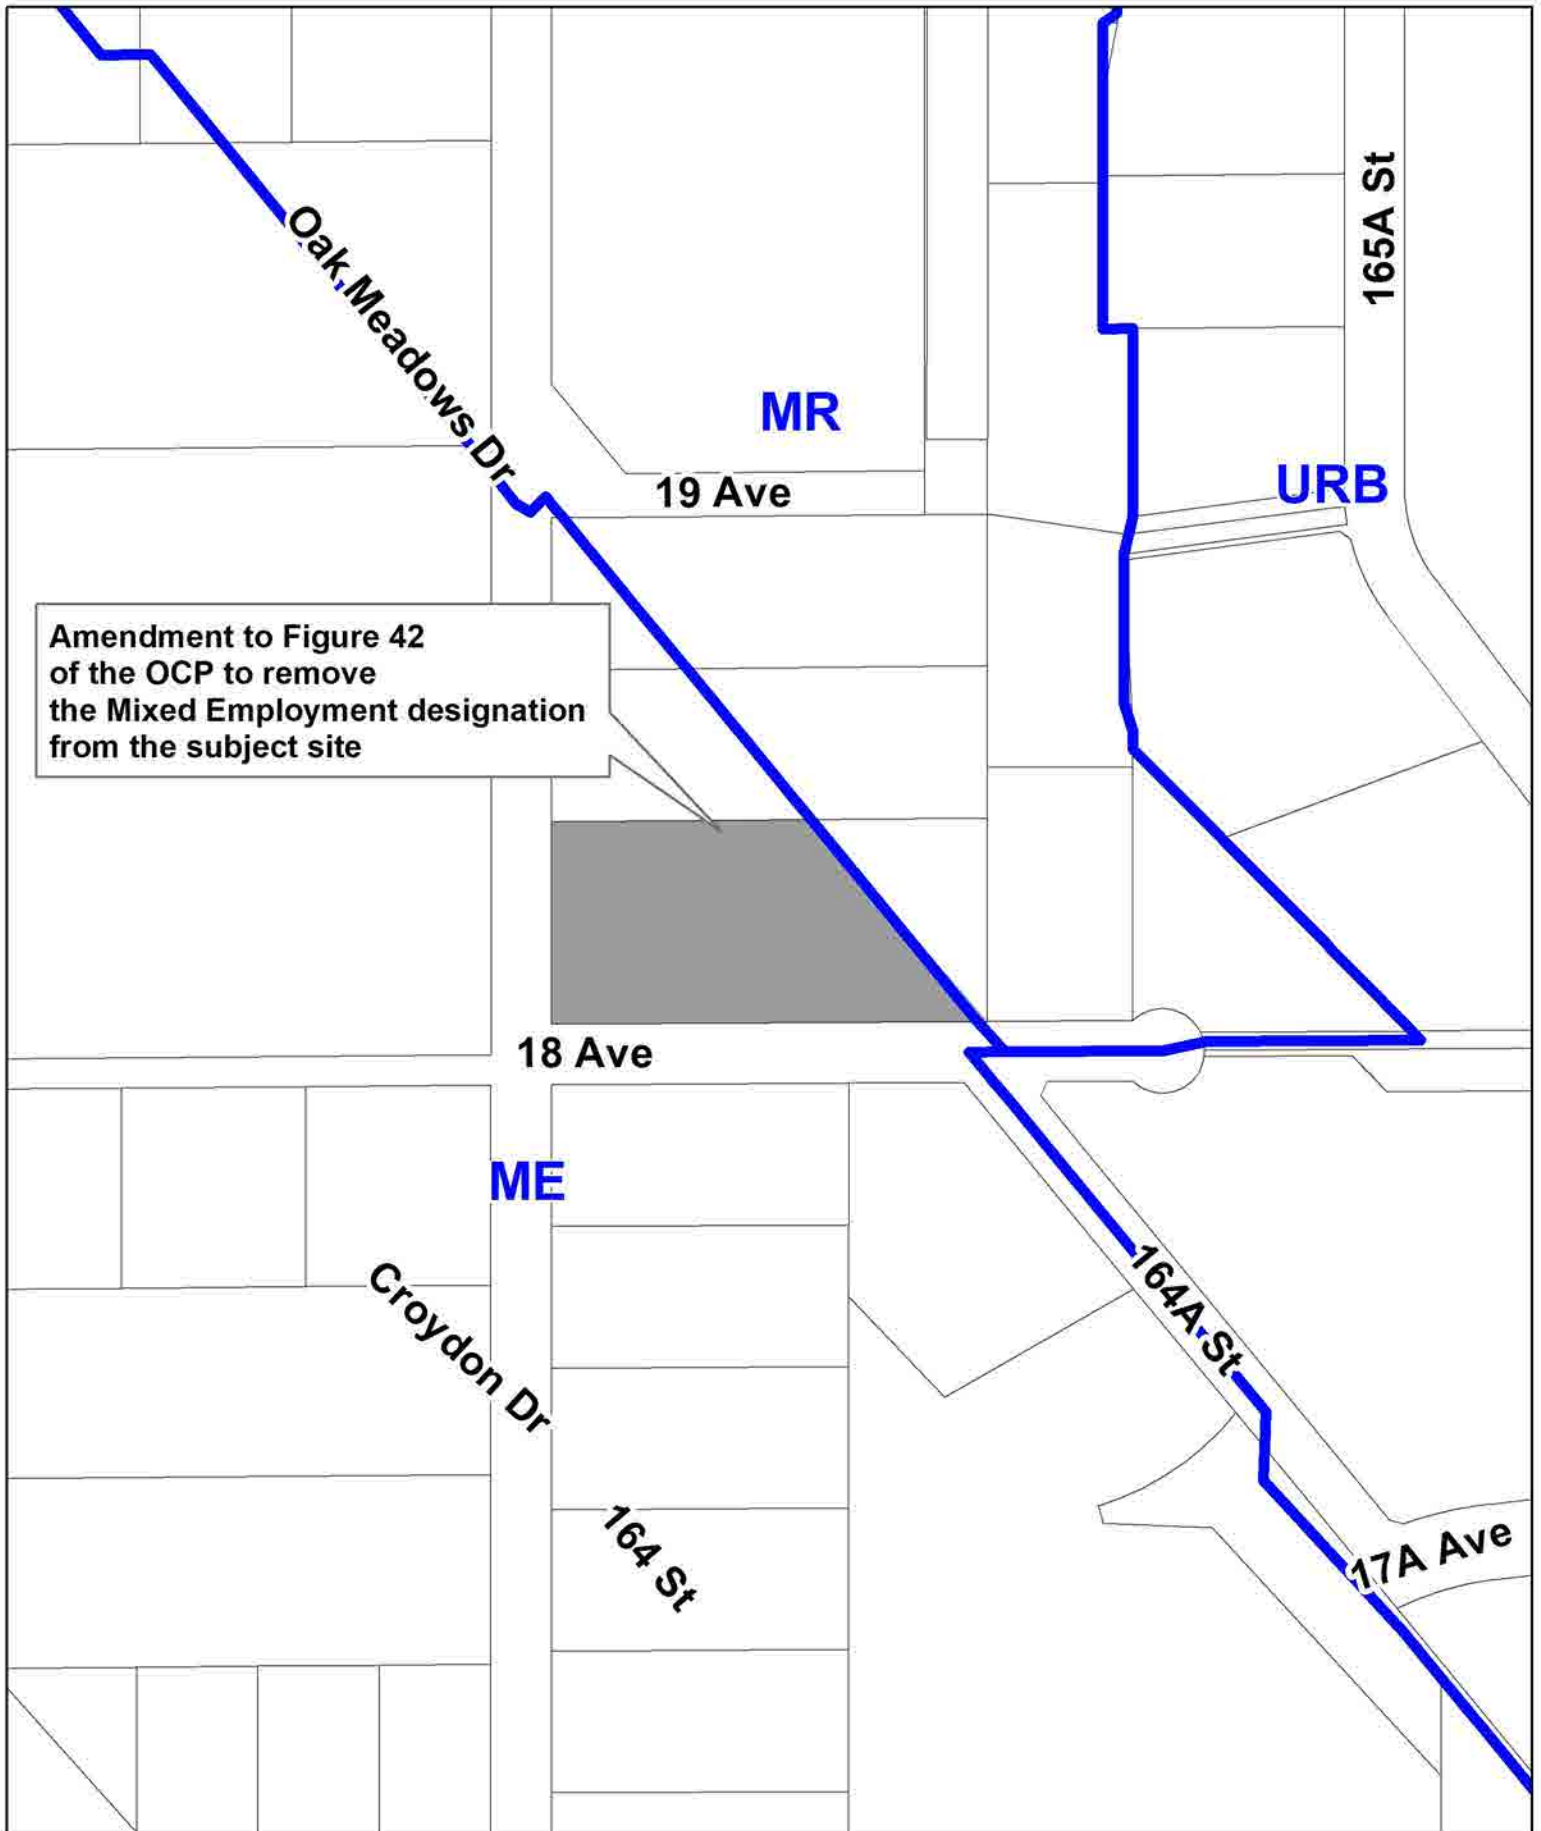 165A St
Oak Meadows Dr
MR
URB
19 Ave
Amendment to Figure 42
of the OCP to remove
the Mixed Employment designation
from the subject site
18 Ave
ME
Croydon Dr
164A St
164 St
17A Ave